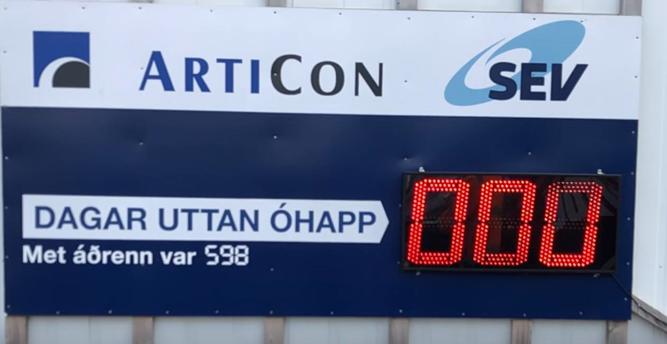 ARTICON
SEV
DAGAR UTTAN ÓHAPP 000
Met áðrenn var 598